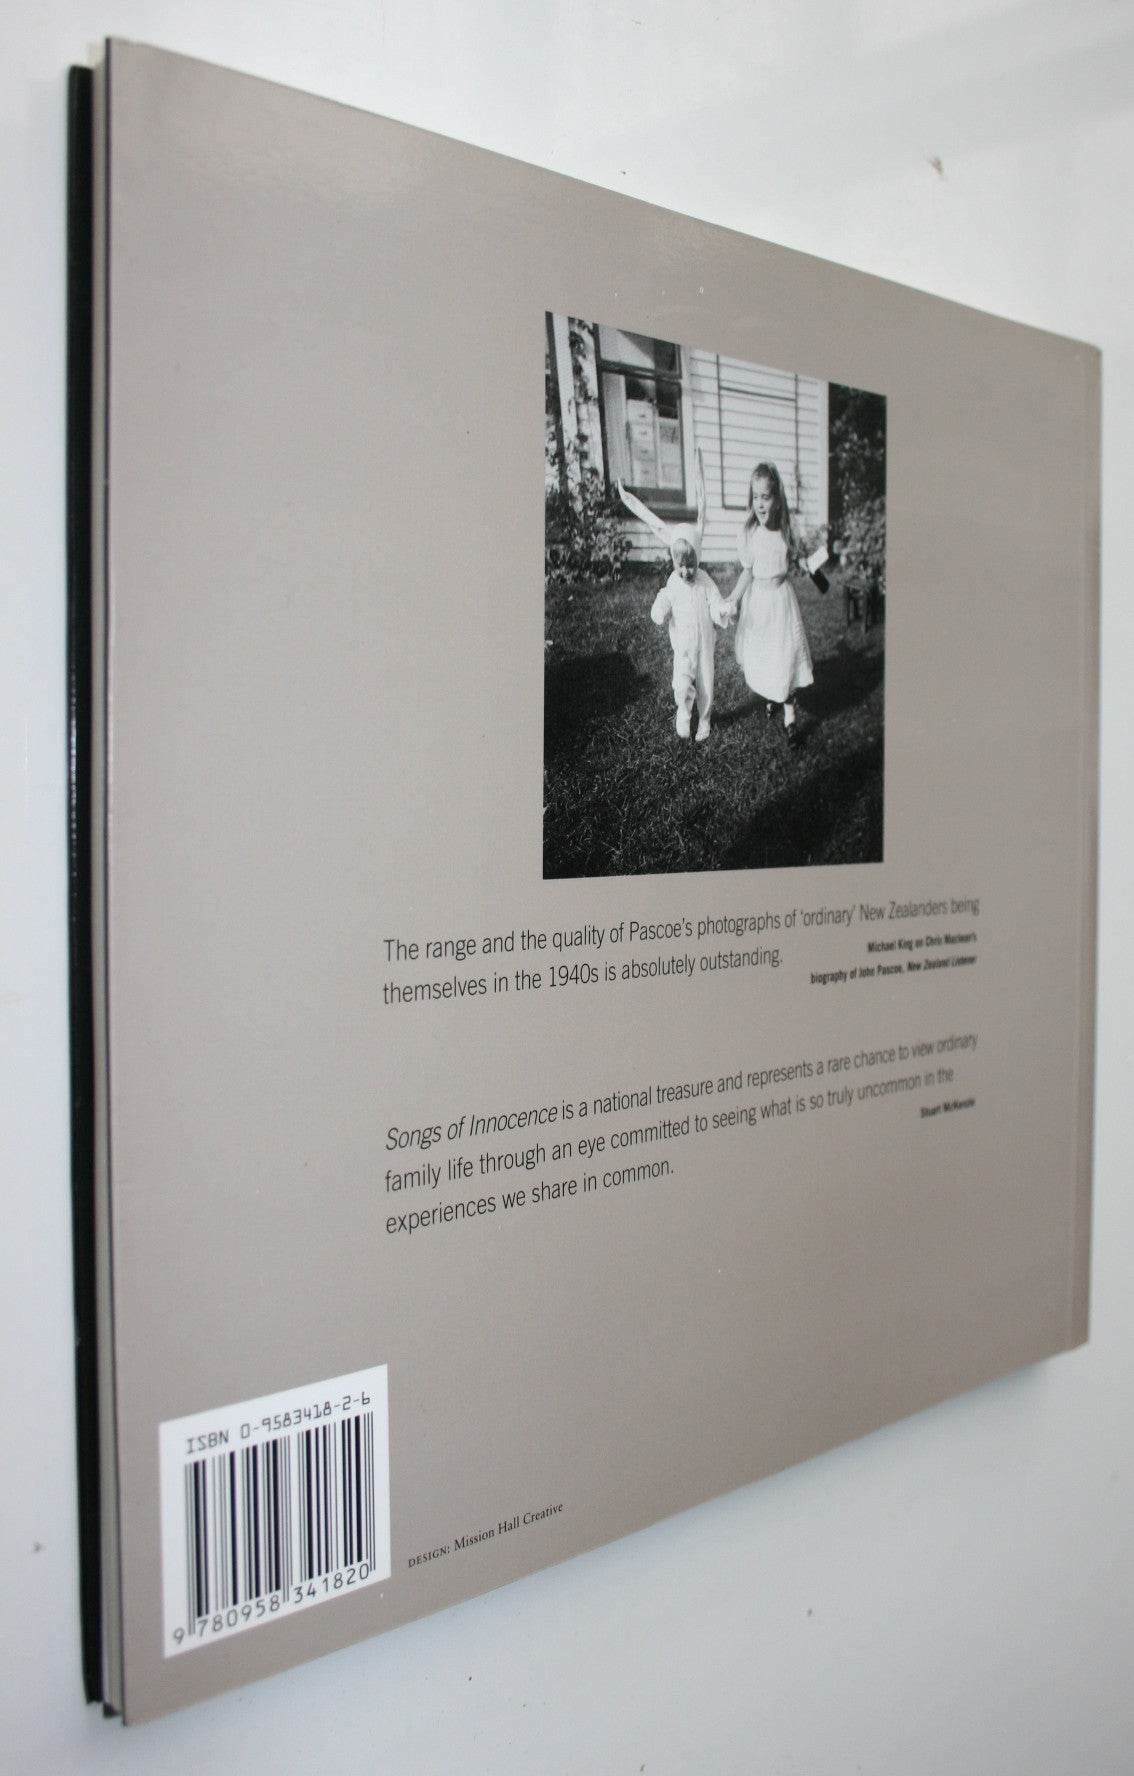 The range and the quality of Pascoe's photographs of 'ordinary' New Zealanders being
themselves in the 1940s is absolutely outstanding.
Michael King on Chris Maclean's
biography of John Pascoe, New Zealand Listener
Songs of Innocence is a national treasure and represents a rare chance to view ordinary
family life through an eye committed to seeing what is so truly uncommon in the
experiences we share in common.
Stuart McKenzie
ISBN 0-9583418-2-6
9 780958 341820
DESIGN: Mission Hall Creative